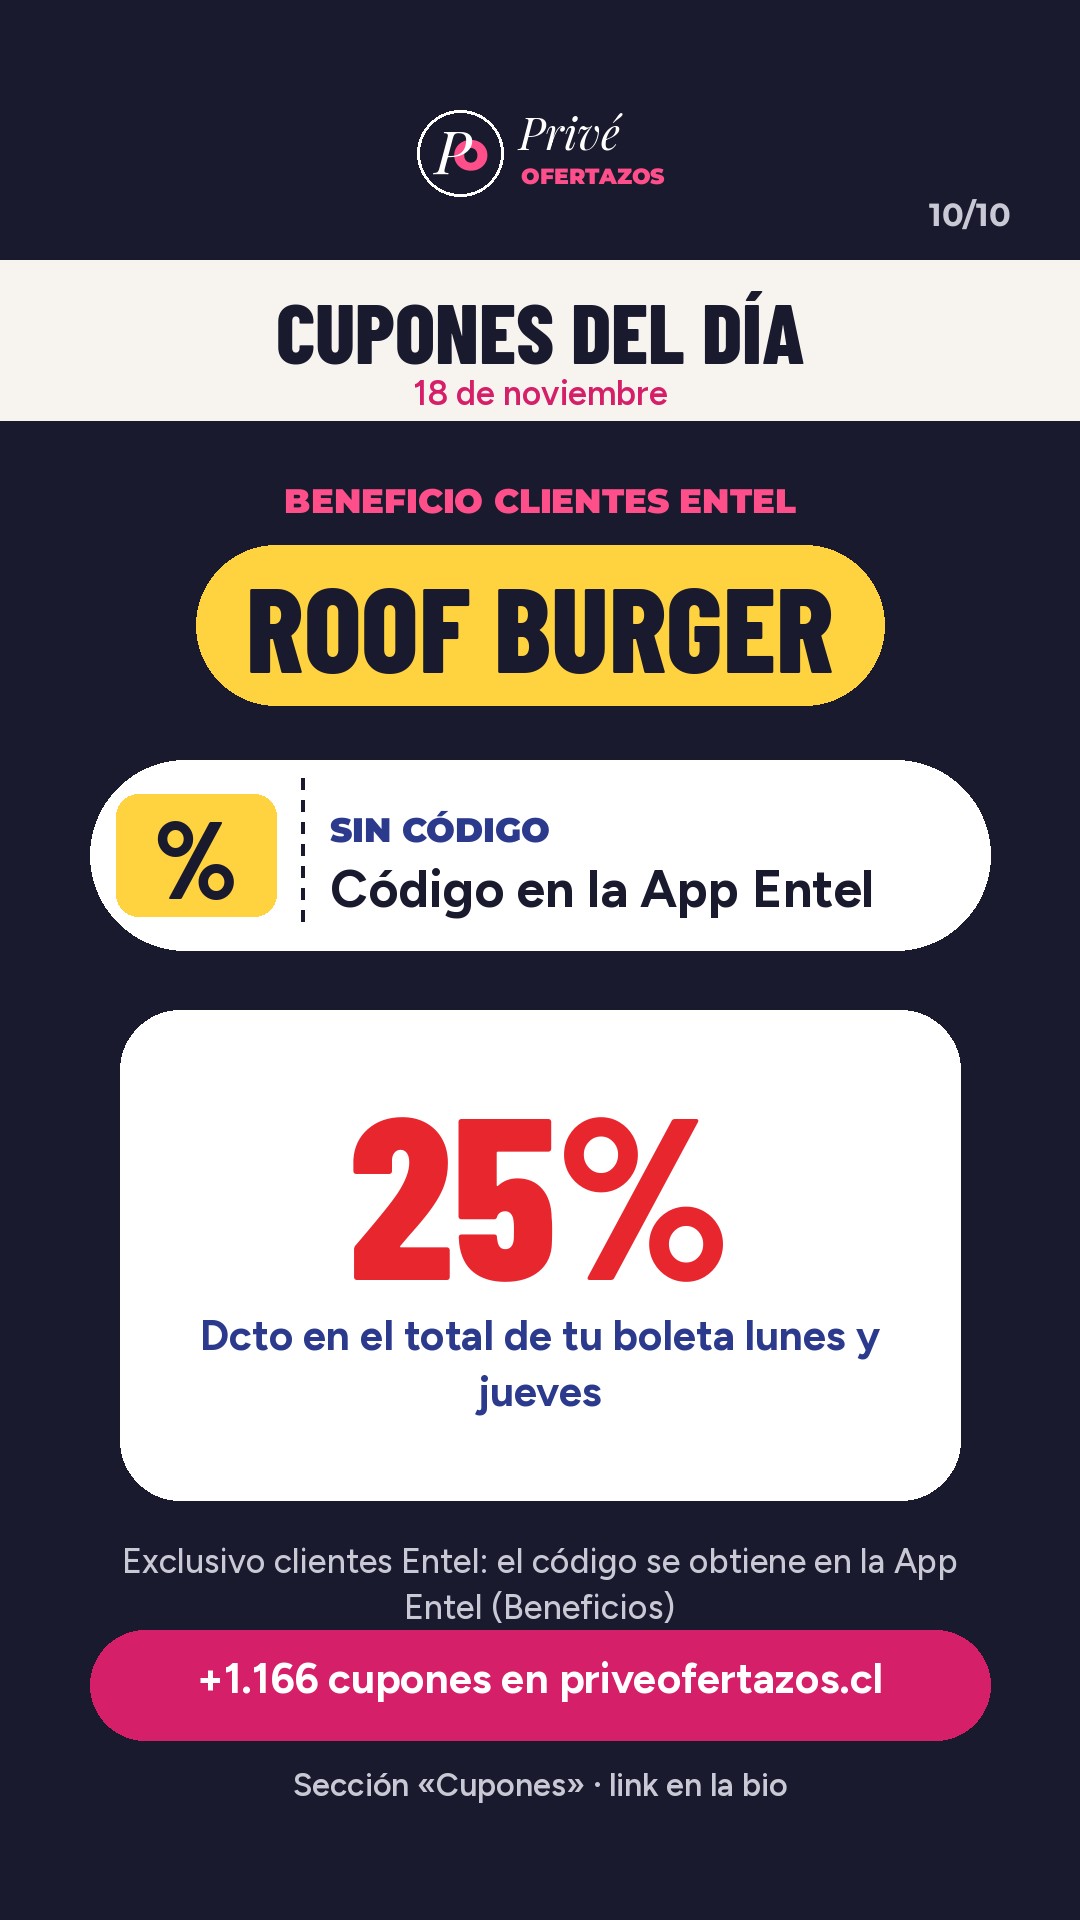 Po
Privé
OFERTAZOS
10/10
CUPONES DEL DÍA
18 de noviembre
BENEFICIO CLIENTES ENTEL
ROOF BURGER
%
SIN CÓDIGO
Código en la App Entel
25%
Dcto en el total de tu boleta lunes y
jueves
Exclusivo clientes Entel: el código se obtiene en la App
Entel (Beneficios)
+1.166 cupones en priveofertazos.cl
Sección «Cupones» · link en la bio